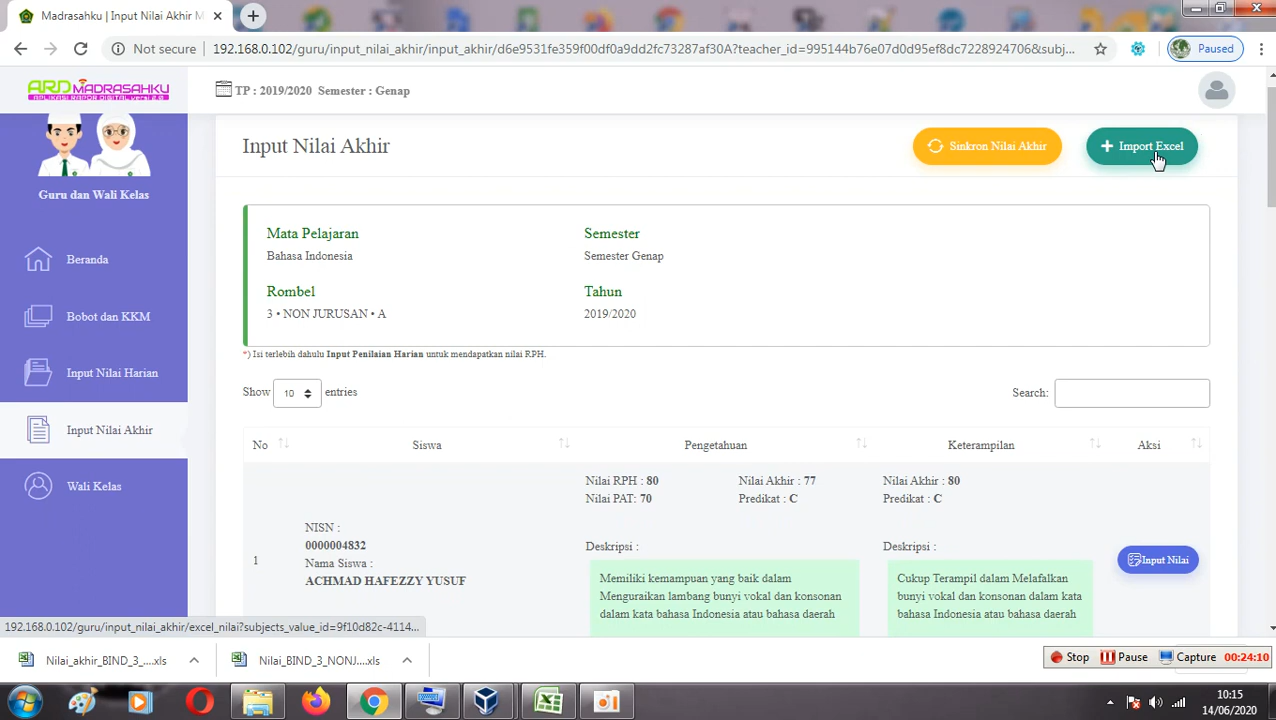 Madrasahku | Input Nilai Akhir M
Not secure
192.168.0.102/guru/input_nilai_akhir/input_akhir/d6e9531fe359f00df0a9dd2fc73287af30A?teacher_id=995144b76e07d0d95ef8dc7228924706&subj...
Paused
ARD MADRASAHKU
APLIKASI RAPOR DIGITAL versi 2.0
TP : 2019/2020 Semester : Genap
Guru dan Wali Kelas
Beranda
Bobot dan KKM
Input Nilai Harian
Input Nilai Akhir
Wali Kelas
Input Nilai Akhir
Sinkron Nilai Akhir
+ Import Excel
Mata Pelajaran
Bahasa Indonesia
Semester
Semester Genap
Rombel
3 • NON JURUSAN • A
Tahun
2019/2020
*) Isi terlebih dahulu Input Penilaian Harian untuk mendapatkan nilai RPH.
Show 10 entries
Search:
No Siswa Pengetahuan Keterampilan Aksi
1
NISN :
0000004832
Nama Siswa :
ACHMAD HAFEZZY YUSUF
Nilai RPH : 80
Nilai PAT: 70
Nilai Akhir : 77
Predikat : C
Deskripsi :
Memiliki kemampuan yang baik dalam
Menguraikan lambang bunyi vokal dan konsonan
dalam kata bahasa Indonesia atau bahasa daerah
Nilai Akhir : 80
Predikat : C
Deskripsi :
Cukup Terampil dalam Melafalkan
bunyi vokal dan konsonan dalam kata
bahasa Indonesia atau bahasa daerah
Input Nilai
192.168.0.102/guru/input_nilai_akhir/excel_nilai?subjects_value_id=9f10d82c-4114...
Nilai_akhir_BIND_3_....xls
Nilai_BIND_3_NONJ....xls
Stop
Pause
Capture
00:24:10
10:15
14/06/2020